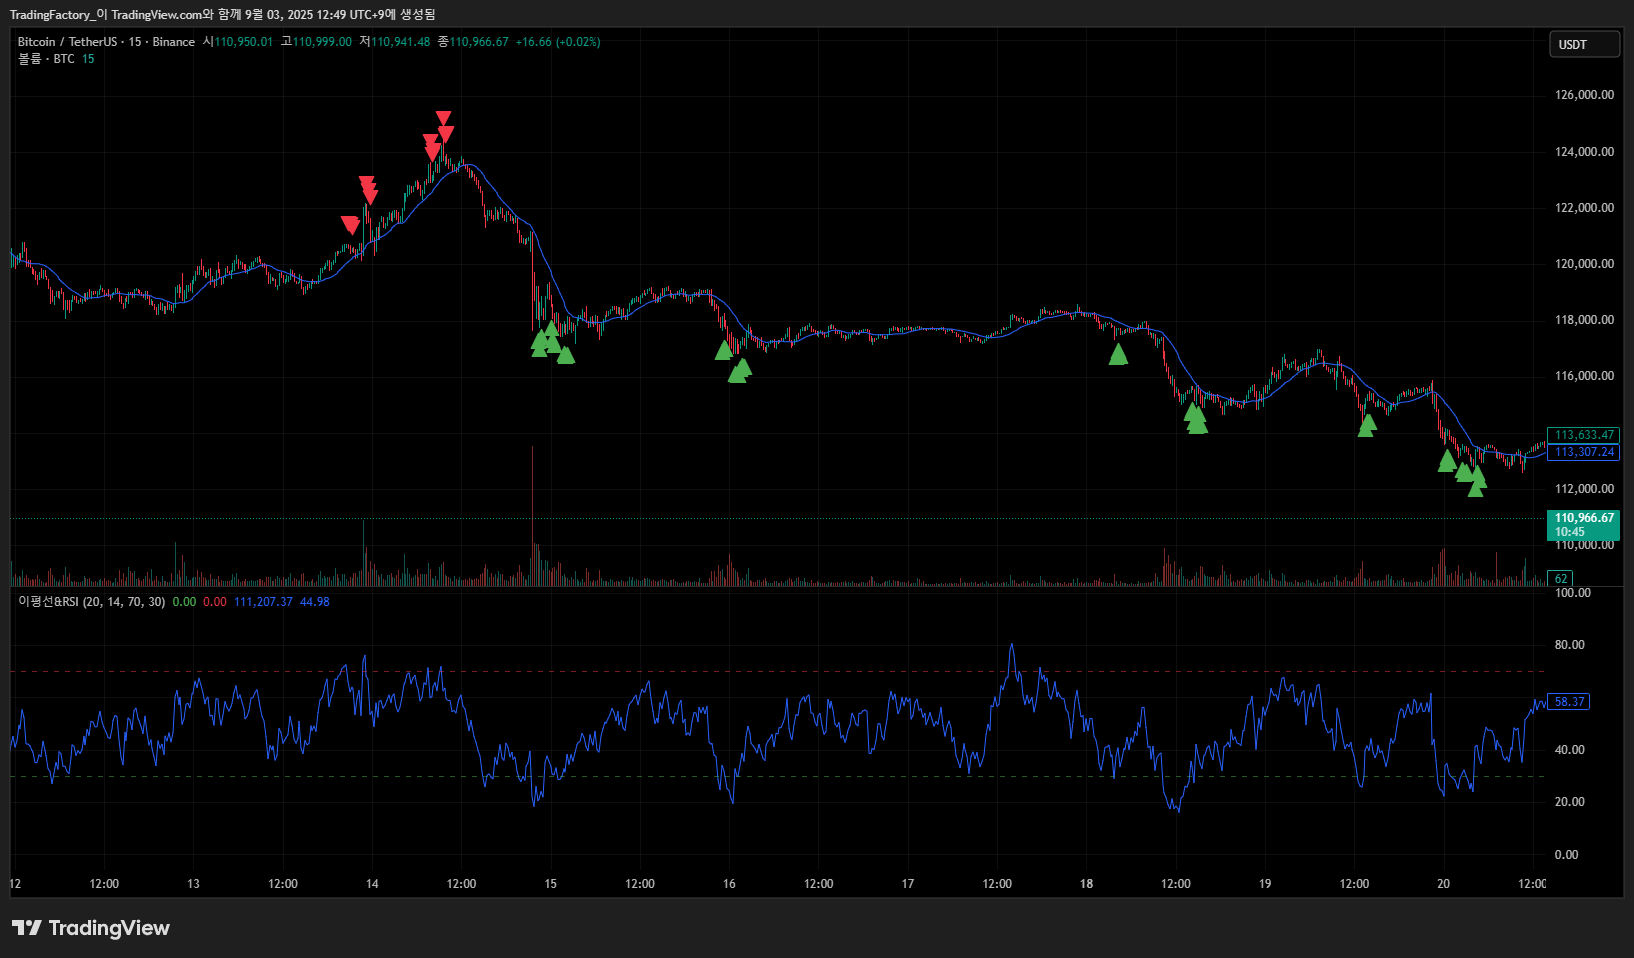 TradingFactory_이 TradingView.com와 함께 9월 03, 2025 12:49 UTC+9에 생성됨
Bitcoin / TetherUS · 15 · Binance 시110,950.01 고110,999.00 저110,941.48 종110,966.67 +16.66 (+0.02%)
볼륨 · BTC 15
USDT
126,000.00
124,000.00
122,000.00
120,000.00
118,000.00
116,000.00
113,633.47
113,307.24
112,000.00
110,966.67
10:45
110,000.00
62
이평선&RSI (20, 14, 70, 30) 0.00 0.00 111,207.37 44.98
100.00
80.00
58.37
40.00
20.00
0.00
12 12:00 13 12:00 14 12:00 15 12:00 16 12:00 17 12:00 18 12:00 19 12:00 20 12:00
TradingView